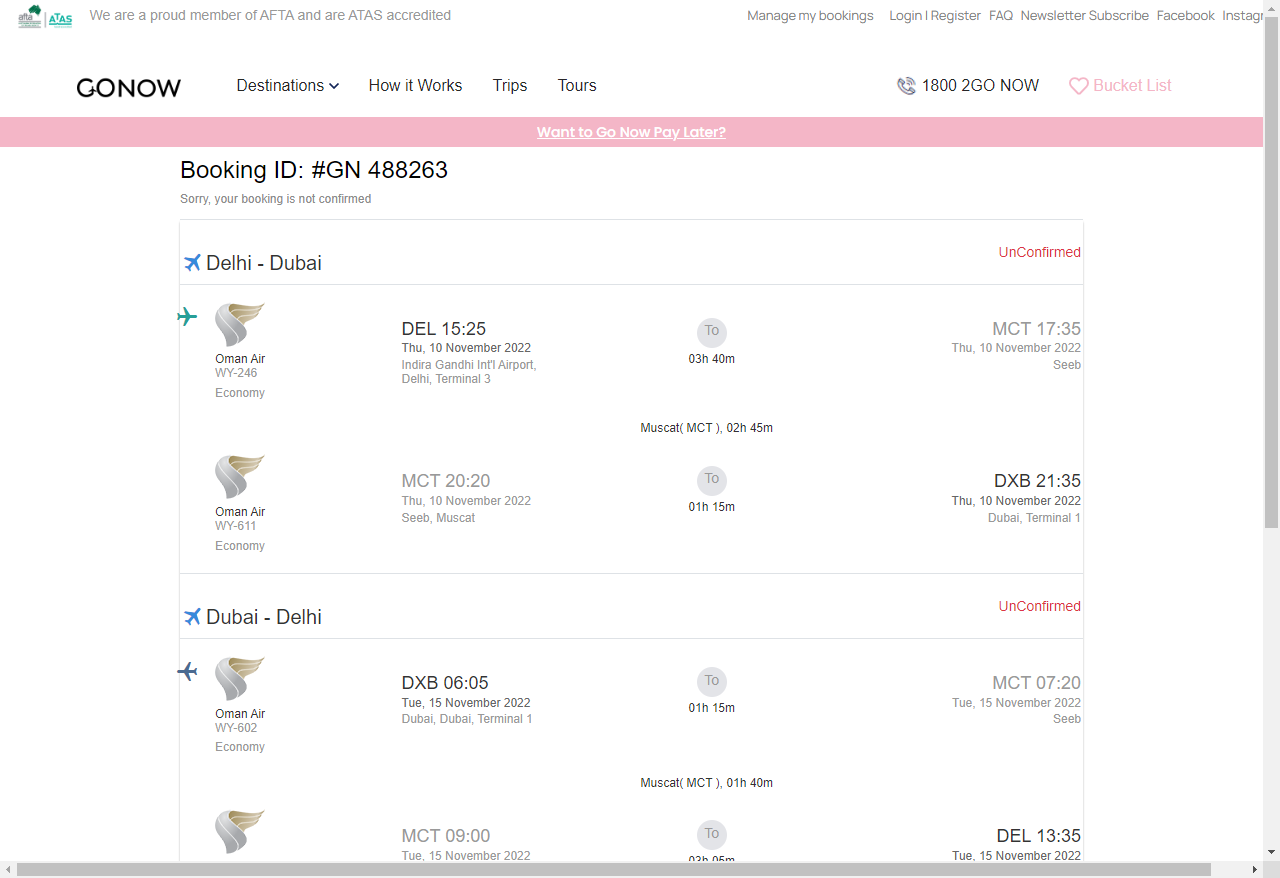 afta ATAS We are a proud member of AFTA and are ATAS accredited Manage my bookings Login | Register FAQ Newsletter Subscribe Facebook
GONOW Destinations How it Works Trips Tours 1800 2GO NOW Bucket List
Want to Go Now Pay Later?
Booking ID: #GN 488263
Sorry, your booking is not confirmed
Delhi - Dubai UnConfirmed
DEL 15:25 To MCT 17:35
Thu, 10 November 2022 Thu, 10 November 2022
Oman Air 03h 40m
WY-246 Indira Gandhi Int'l Airport, Seeb
Economy Delhi, Terminal 3
Muscat( MCT ), 02h 45m
MCT 20:20 To DXB 21:35
Thu, 10 November 2022 01h 15m Thu, 10 November 2022
Oman Air Seeb, Muscat Dubai, Terminal 1
WY-611
Economy
Dubai - Delhi UnConfirmed
DXB 06:05 To MCT 07:20
Tue, 15 November 2022 01h 15m Tue, 15 November 2022
Oman Air Dubai, Dubai, Terminal 1 Seeb
WY-602
Economy
Muscat( MCT ), 01h 40m
MCT 09:00 To DEL 13:35
Tue, 15 November 2022 Tue, 15 November 2022